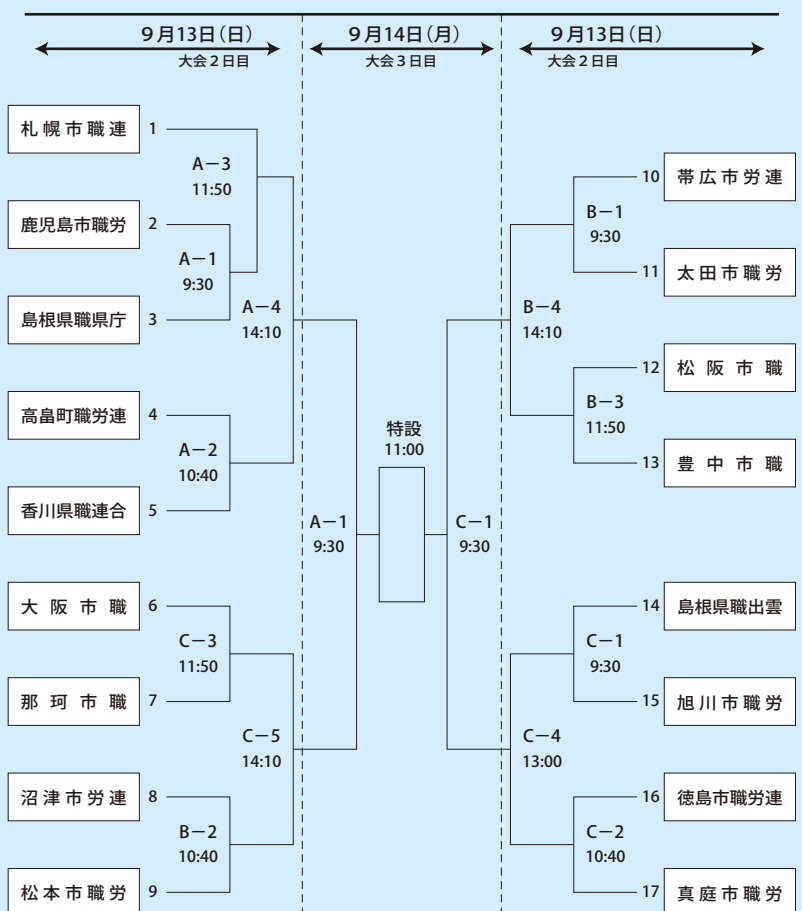 9月13日(日)
大会2日目
9月14日(月)
大会3日目
9月13日(日)
大会2日目
札幌市職連 1
A−3
11:50
鹿児島市職労 2
A−1
9:30
島根県職県庁 3
A−4
14:10
高畠町職労連 4
A−2
10:40
香川県職連合 5
大阪市職 6
C−3
11:50
那珂市職 7
C−5
14:10
沼津市労連 8
B−2
10:40
松本市職労 9
A−1
9:30
特設
11:00
C−1
9:30
10 帯広市労連
B−1
9:30
11 太田市職労
B−4
14:10
12 松阪市職
B−3
11:50
13 豊中市職
14 島根県職出雲
C−1
9:30
15 旭川市職労
C−4
13:00
16 徳島市職労連
C−2
10:40
17 真庭市職労